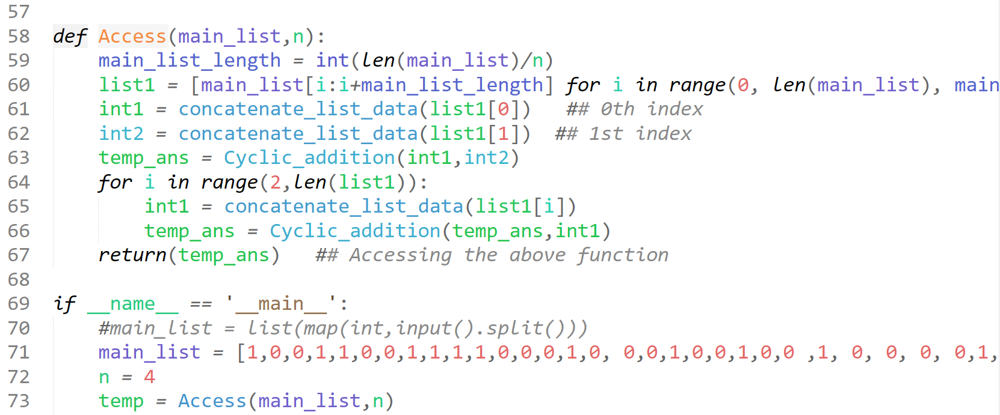 57
58 def Access(main_list,n):
59     main_list_length = int(len(main_list)/n)
60     list1 = [main_list[i:i+main_list_length] for i in range(0, len(main_list), main
61     int1 = concatenate_list_data(list1[0])   ## 0th index
62     int2 = concatenate_list_data(list1[1])  ## 1st index
63     temp_ans = Cyclic_addition(int1,int2)
64     for i in range(2,len(list1)):
65         int1 = concatenate_list_data(list1[i])
66         temp_ans = Cyclic_addition(temp_ans,int1)
67     return(temp_ans)   ## Accessing the above function
68
69 if __name__ == '__main__':
70     #main_list = list(map(int,input().split()))
71     main_list = [1,0,0,1,1,0,0,1,1,1,1,0,0,0,1,0, 0,0,1,0,0,1,0,0 ,1, 0, 0, 0, 0,1,
72     n = 4
73     temp = Access(main_list,n)